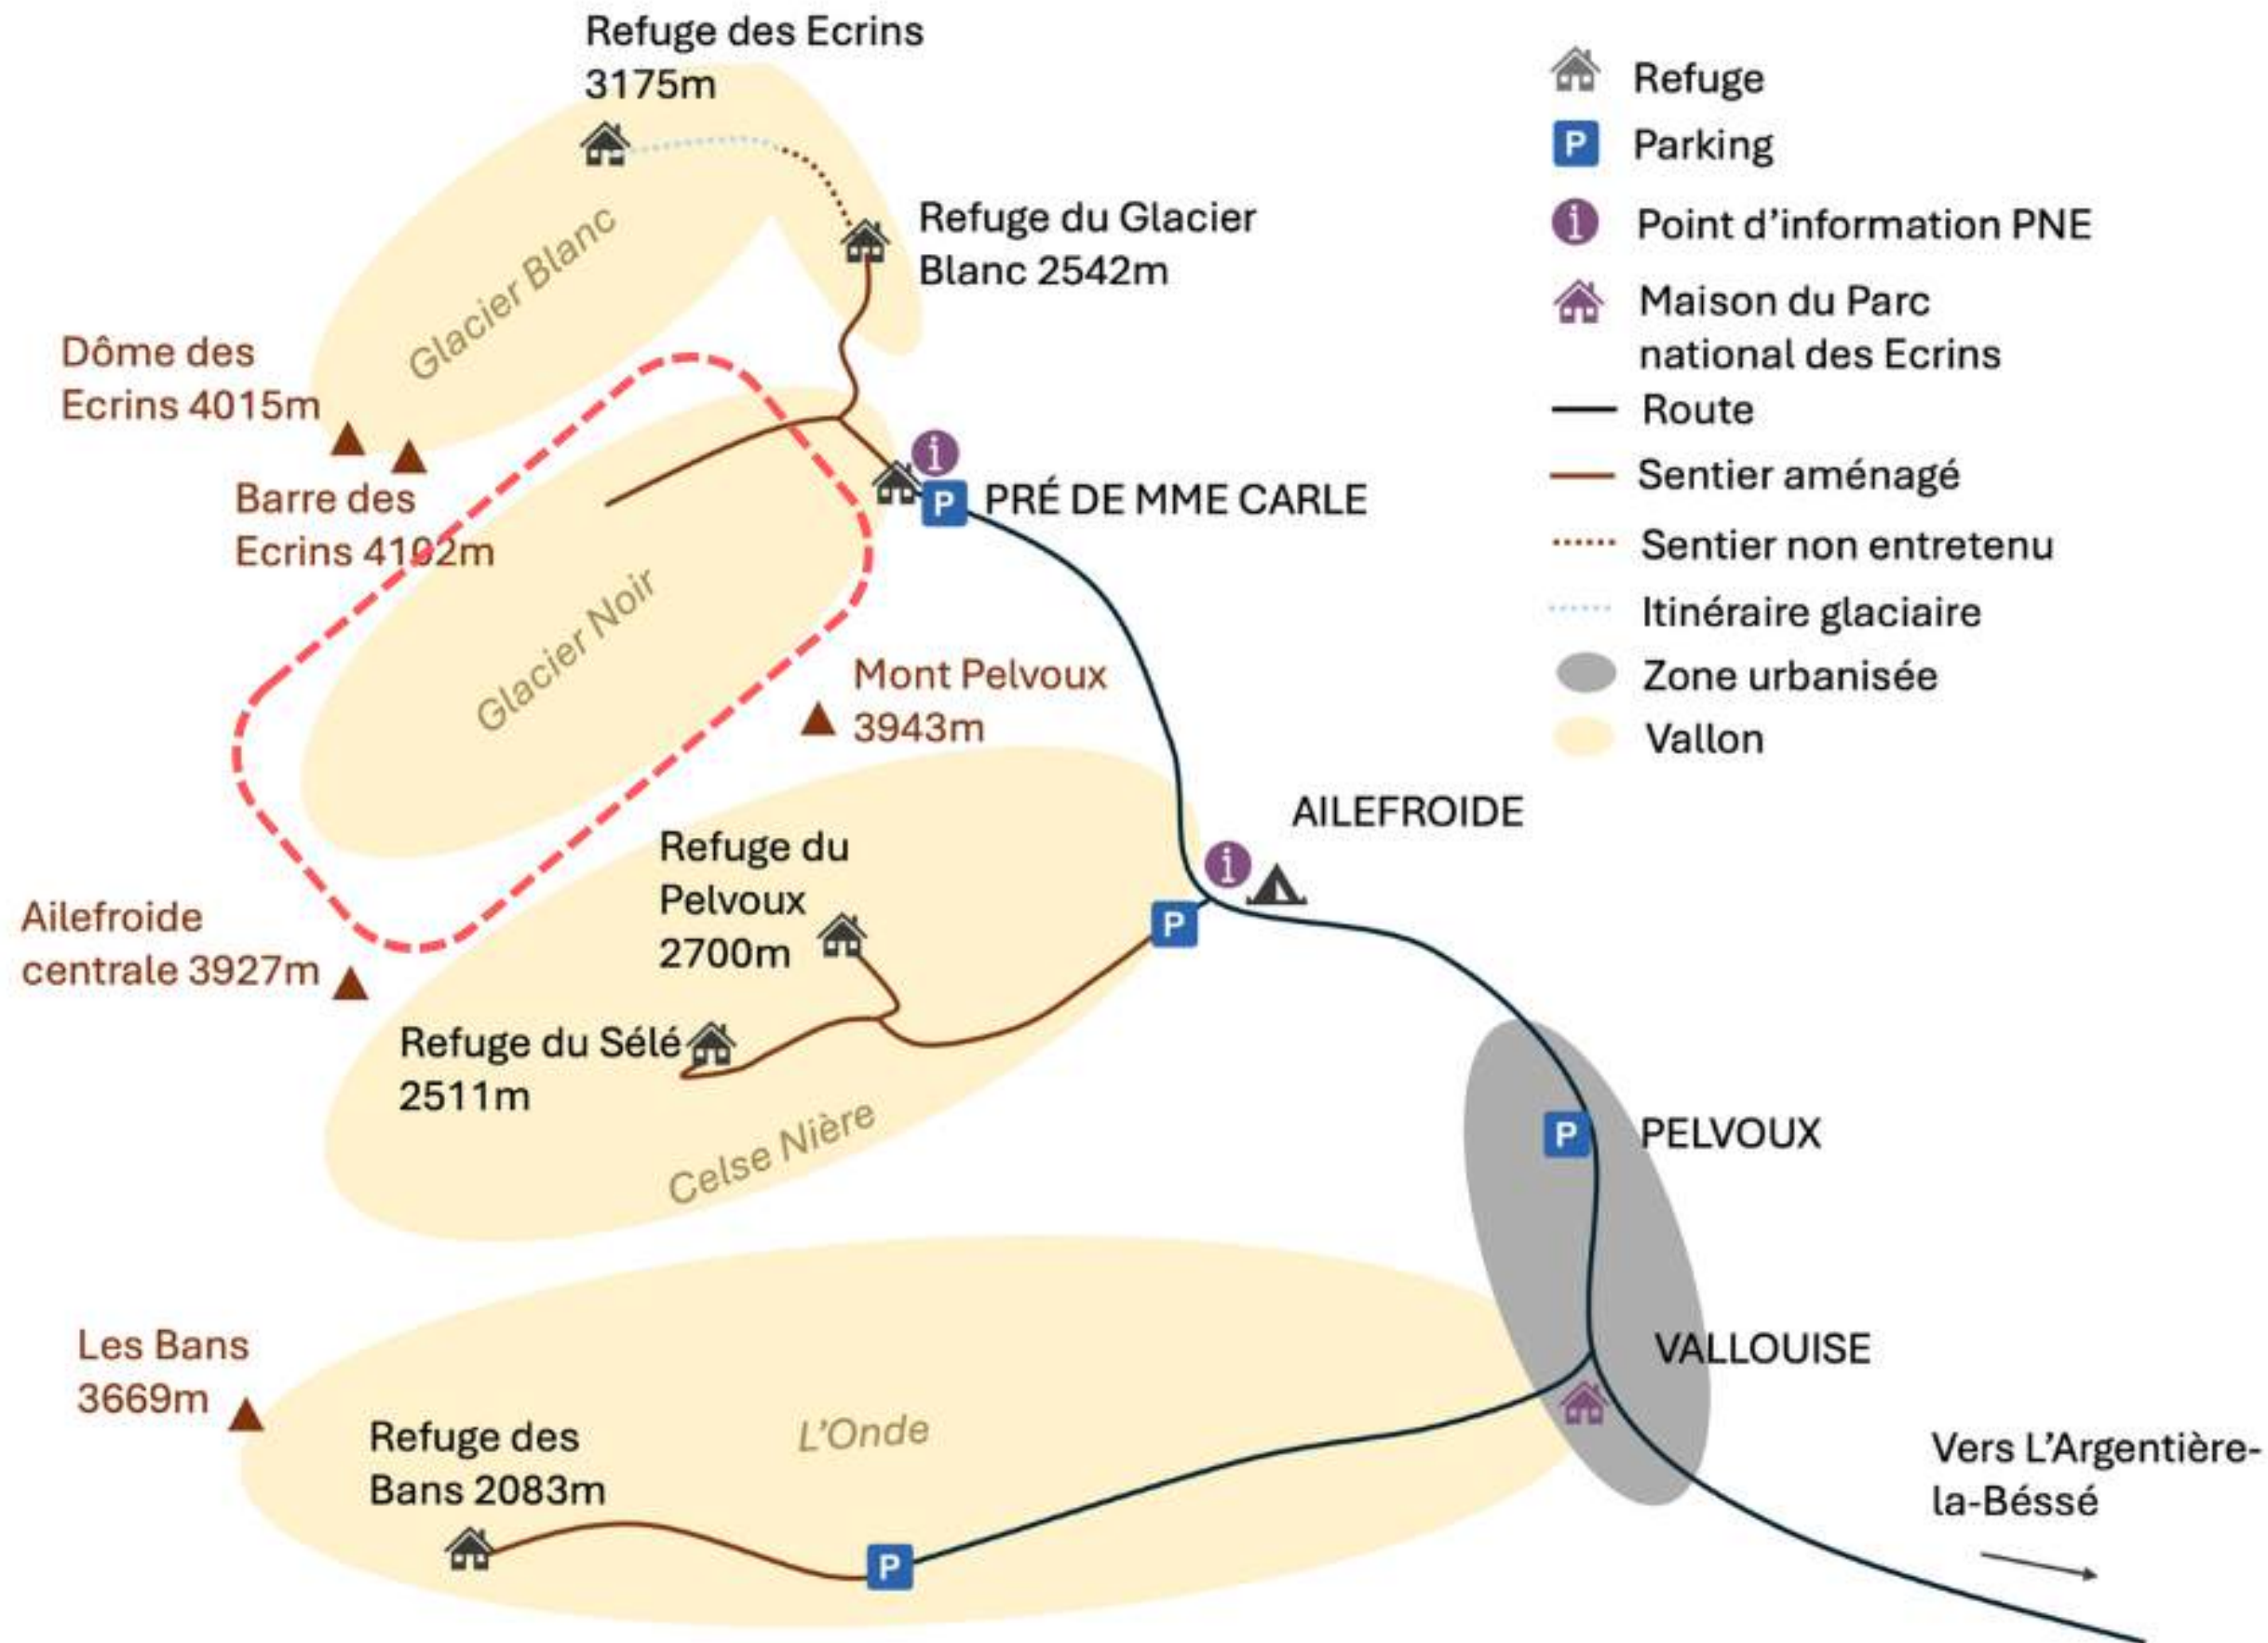 Refuge des Ecrins
3175m
Refuge du Glacier
Blanc 2542m
Glacier Blanc
Dôme des
Ecrins 4015m
Barre des
Ecrins 4102m
i
P
PRÉ DE MME CARLE
Glacier Noir
Mont Pelvoux
3943m
AILEFROIDE
i
P
Refuge du
Pelvoux
2700m
Ailefroide
centrale 3927m
Refuge du Sélé
2511m
Celse Nière
P
PELVOUX
VALLOUISE
Les Bans
3669m
Refuge des
Bans 2083m
L'Onde
P
Vers L'Argentière-
la-Béssé
Refuge
P
Parking
i
Point d'information PNE
Maison du Parc
national des Ecrins
Route
Sentier aménagé
Sentier non entretenu
Itinéraire glaciaire
Zone urbanisée
Vallon